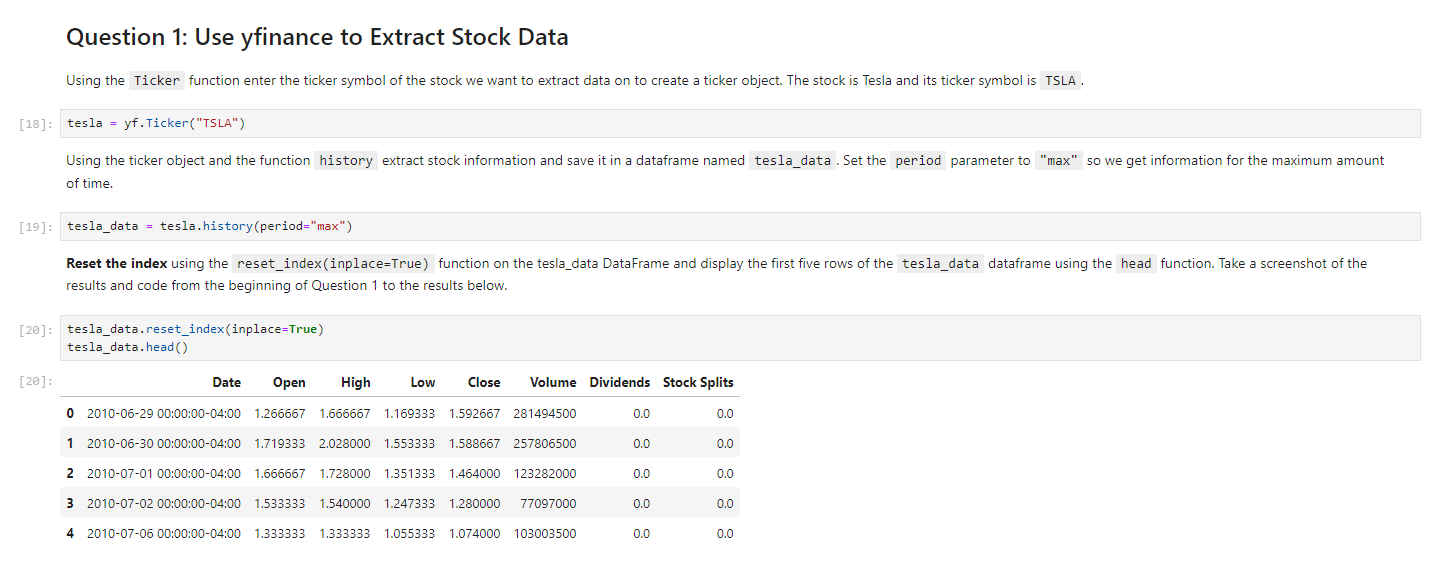 Question 1: Use yfinance to Extract Stock Data
Using the Ticker function enter the ticker symbol of the stock we want to extract data on to create a ticker object. The stock is Tesla and its ticker symbol is TSLA.
[18]: tesla = yf.Ticker("TSLA")
Using the ticker object and the function history extract stock information and save it in a dataframe named tesla_data. Set the period parameter to "max" so we get information for the maximum amount
of time.
[19]: tesla_data = tesla.history(period="max")
Reset the index using the reset_index(inplace=True) function on the tesla_data DataFrame and display the first five rows of the tesla_data dataframe using the head function. Take a screenshot of the
results and code from the beginning of Question 1 to the results below.
[20]: tesla_data.reset_index(inplace=True)
tesla_data.head()
[20]: Date Open High Low Close Volume Dividends Stock Splits
0 2010-06-29 00:00:00-04:00 1.266667 1.666667 1.169333 1.592667 281494500 0.0 0.0
1 2010-06-30 00:00:00-04:00 1.719333 2.028000 1.553333 1.588667 257806500 0.0 0.0
2 2010-07-01 00:00:00-04:00 1.666667 1.728000 1.351333 1.464000 123282000 0.0 0.0
3 2010-07-02 00:00:00-04:00 1.533333 1.540000 1.247333 1.280000 77097000 0.0 0.0
4 2010-07-06 00:00:00-04:00 1.333333 1.333333 1.055333 1.074000 103003500 0.0 0.0